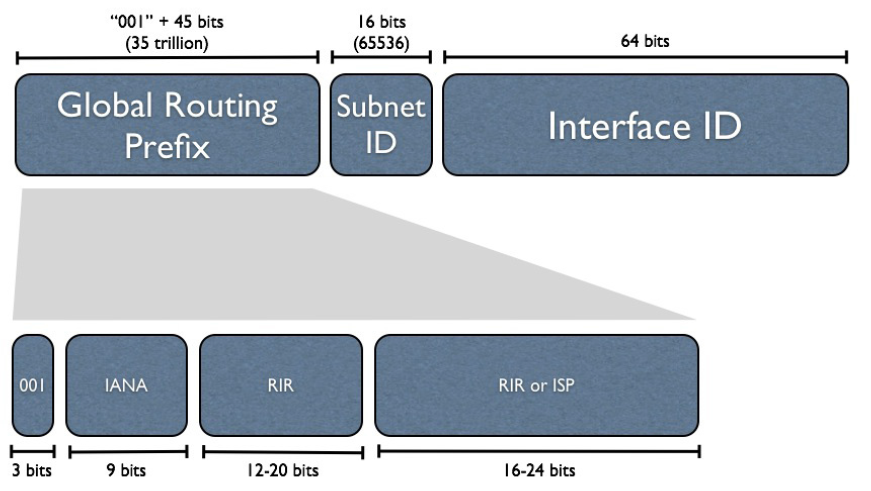 “001” + 45 bits
(35 trillion)
16 bits
(65536)
64 bits
Global Routing
Prefix
Subnet
ID
Interface ID
001
IANA
RIR
RIR or ISP
3 bits
9 bits
12-20 bits
16-24 bits